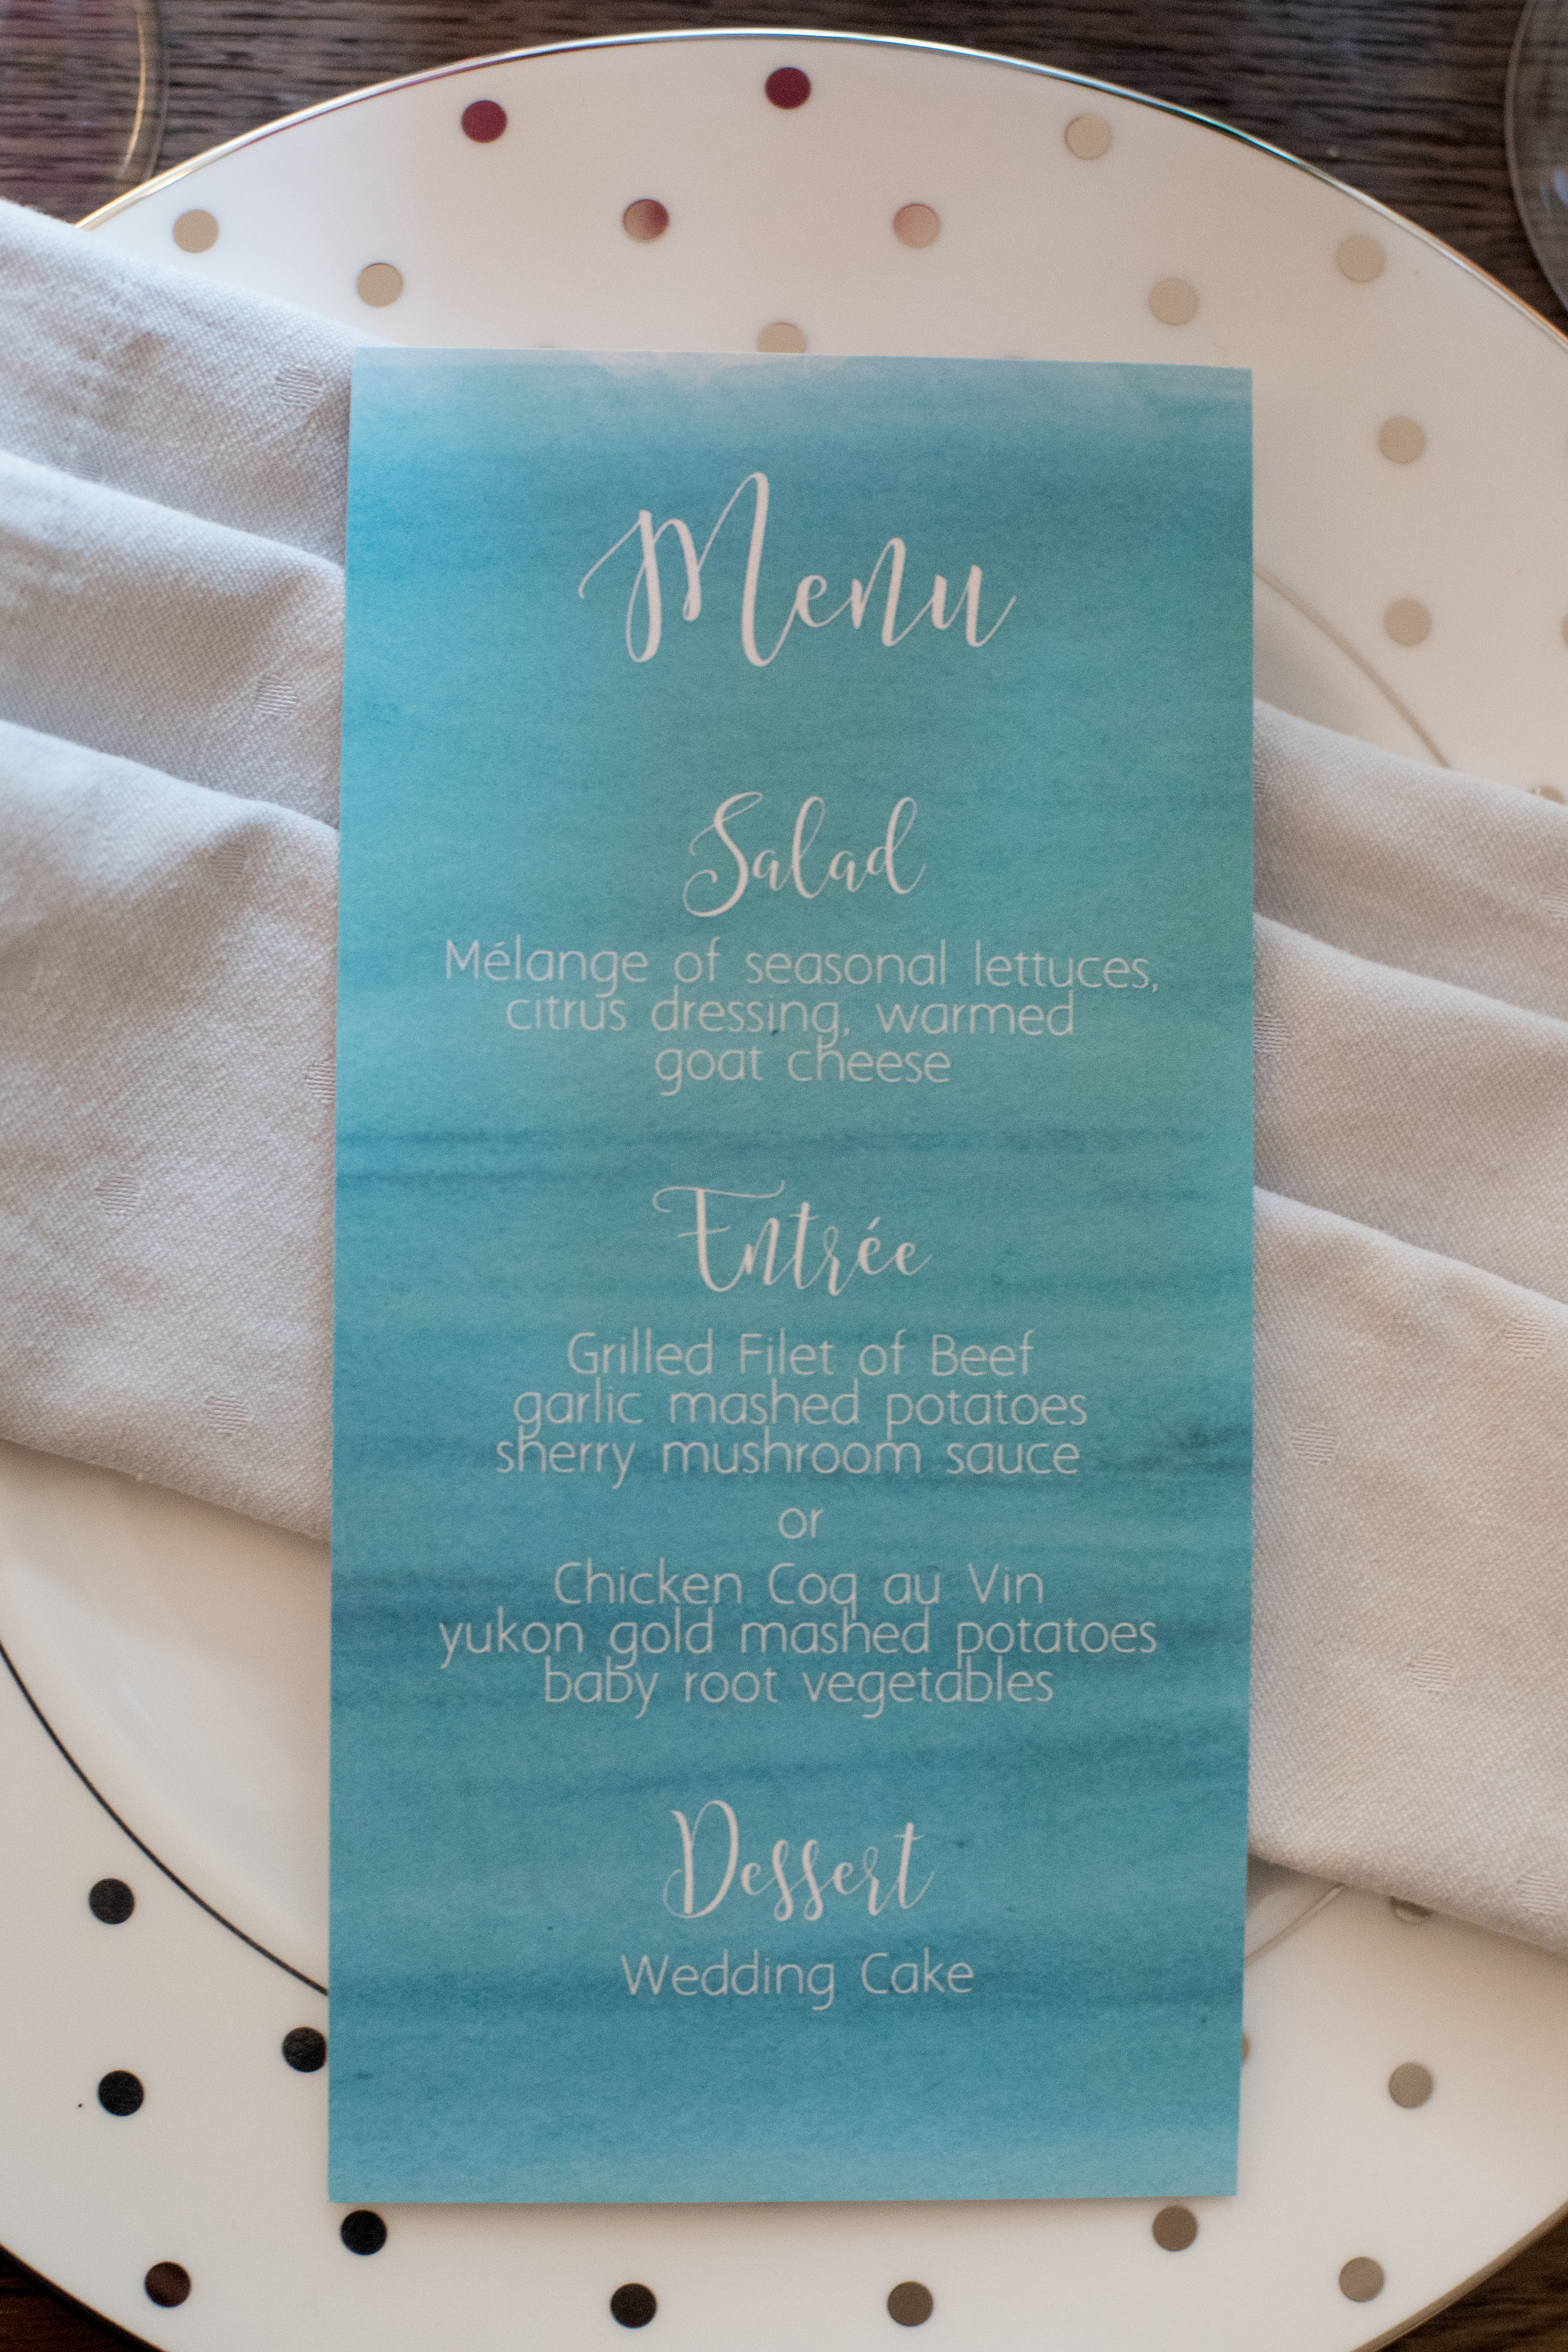 Menu
Salad
Mélange of seasonal lettuces,
citrus dressing, warmed
goat cheese
Entrée
Grilled Filet of Beef
garlic mashed potatoes
sherry mushroom sauce
or
Chicken Coq au Vin
yukon gold mashed potatoes
baby root vegetables
Dessert
Wedding Cake